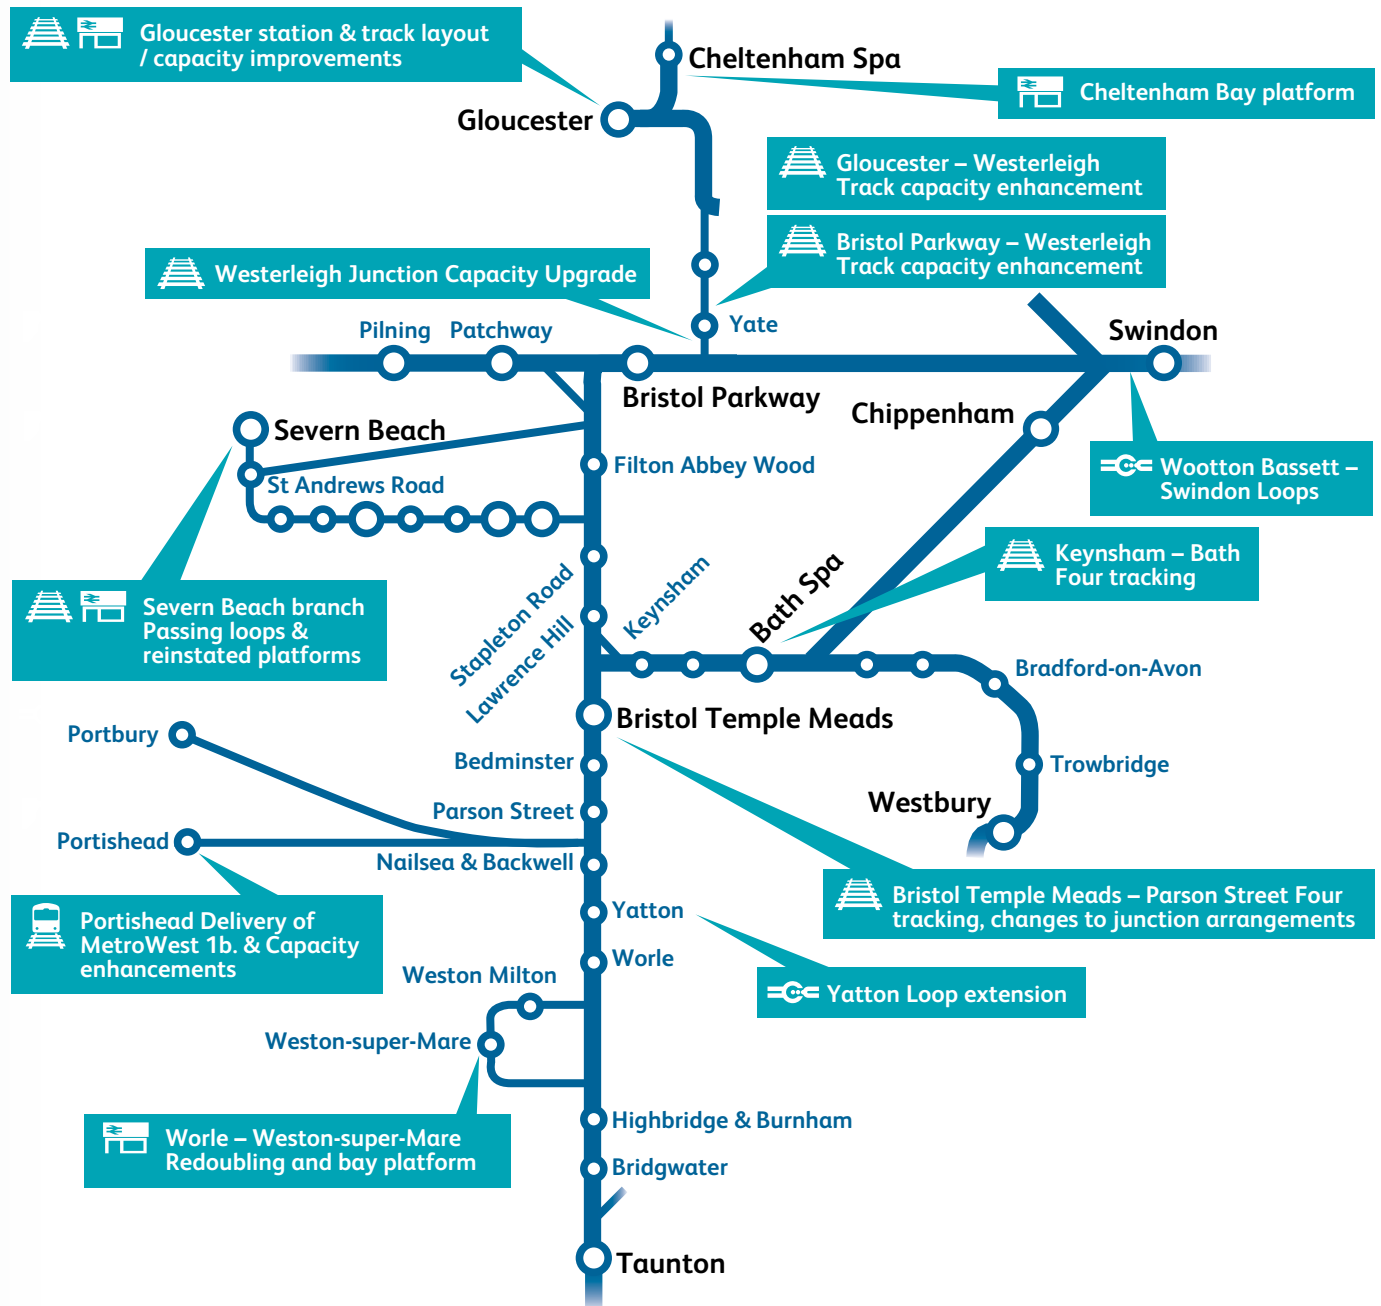 Gloucester station & track layout
/ capacity improvements
Cheltenham Spa
Cheltenham Bay platform
Gloucester
Gloucester – Westerleigh
Track capacity enhancement
Bristol Parkway – Westerleigh
Track capacity enhancement
Westerleigh Junction Capacity Upgrade
Yate
Pilning
Patchway
Swindon
Bristol Parkway
Chippenham
Severn Beach
Filton Abbey Wood
Wootton Bassett –
Swindon Loops
St Andrews Road
Keynsham – Bath
Four tracking
Stapleton Road
Lawrence Hill
Keynsham
Bath Spa
Severn Beach branch
Passing loops &
reinstated platforms
Bradford-on-Avon
Bristol Temple Meads
Portbury
Bedminster
Trowbridge
Westbury
Parson Street
Portishead
Nailsea & Backwell
Bristol Temple Meads – Parson Street Four
tracking, changes to junction arrangements
Portishead Delivery of
MetroWest 1b. & Capacity
enhancements
Yatton
Worle
Weston Milton
Yatton Loop extension
Weston-super-Mare
Highbridge & Burnham
Worle – Weston-super-Mare
Redoubling and bay platform
Bridgwater
Taunton